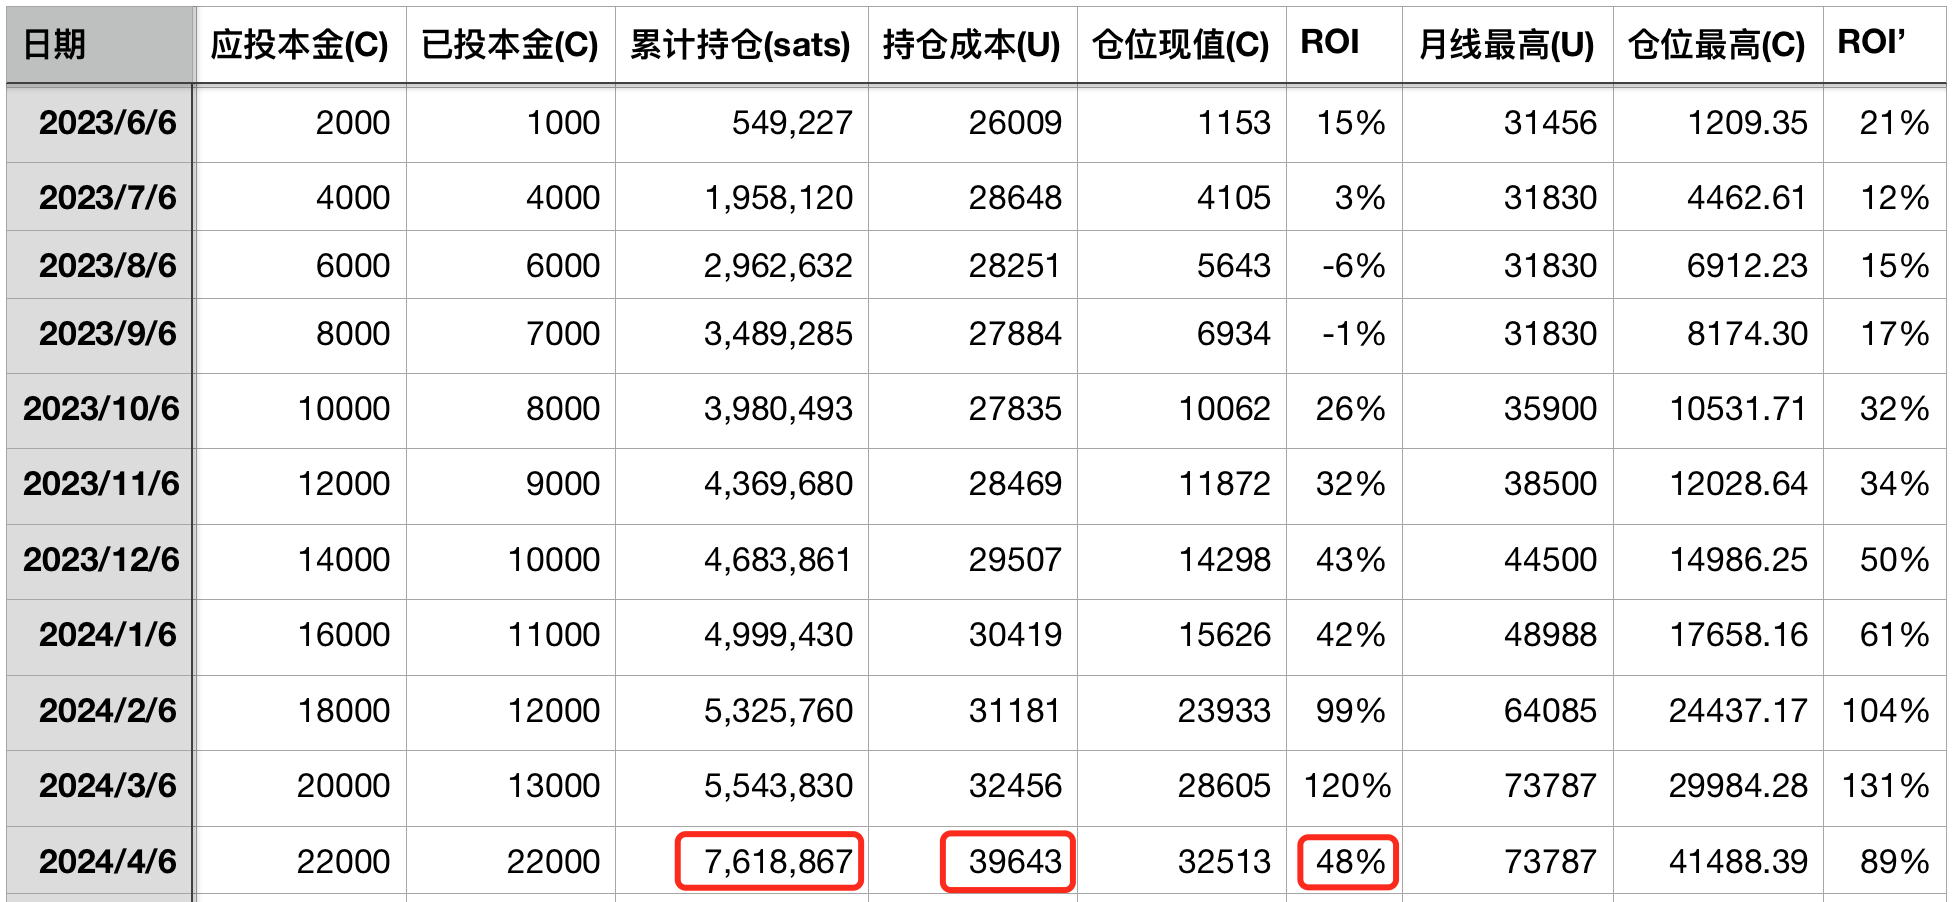 日期 应投本金(C) 已投本金(C) 累计持仓(sats) 持仓成本(U) 仓位现值(C) ROI 月线最高(U) 仓位最高(C) ROI’
2023/6/6 2000 1000 549,227 26009 1153 15% 31456 1209.35 21%
2023/7/6 4000 4000 1,958,120 28648 4105 3% 31830 4462.61 12%
2023/8/6 6000 6000 2,962,632 28251 5643 -6% 31830 6912.23 15%
2023/9/6 8000 7000 3,489,285 27884 6934 -1% 31830 8174.30 17%
2023/10/6 10000 8000 3,980,493 27835 10062 26% 35900 10531.71 32%
2023/11/6 12000 9000 4,369,680 28469 11872 32% 38500 12028.64 34%
2023/12/6 14000 10000 4,683,861 29507 14298 43% 44500 14986.25 50%
2024/1/6 16000 11000 4,999,430 30419 15626 42% 48988 17658.16 61%
2024/2/6 18000 12000 5,325,760 31181 23933 99% 64085 24437.17 104%
2024/3/6 20000 13000 5,543,830 32456 28605 120% 73787 29984.28 131%
2024/4/6 22000 22000 7,618,867 39643 32513 48% 73787 41488.39 89%